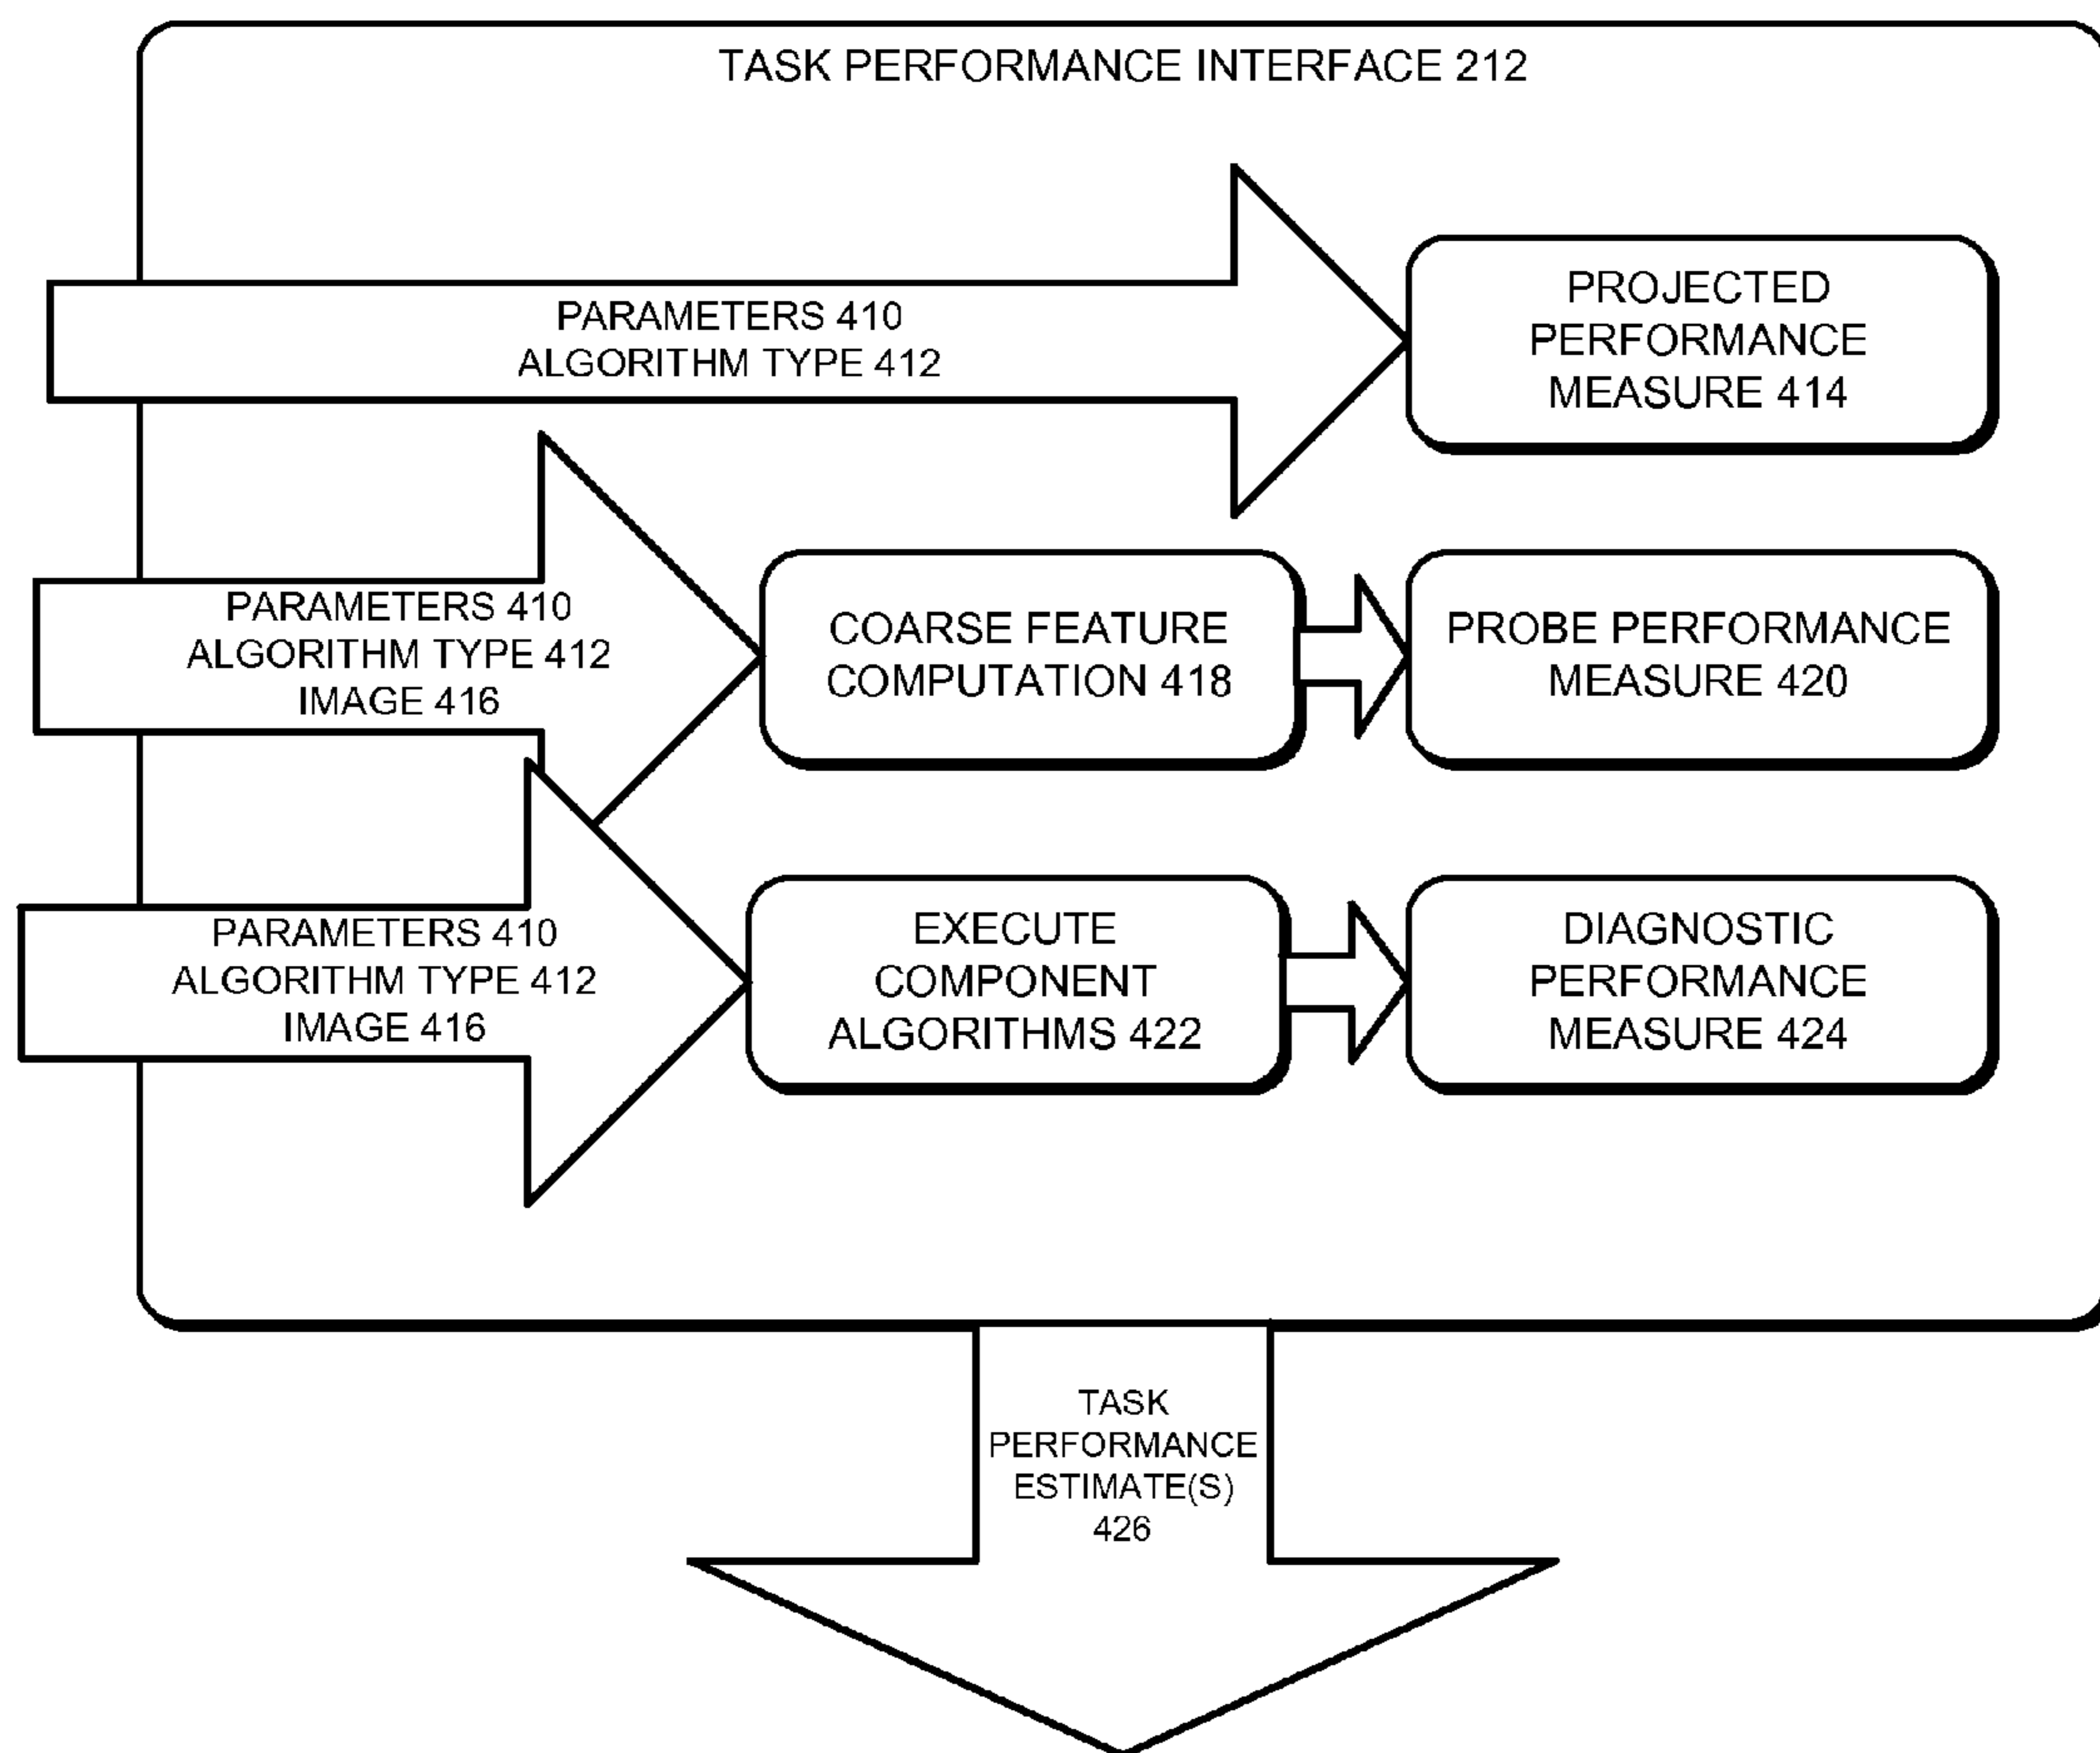 TASK PERFORMANCE INTERFACE 212
PARAMETERS 410
ALGORITHM TYPE 412
PROJECTED
PERFORMANCE
MEASURE 414
PARAMETERS 410
ALGORITHM TYPE 412
IMAGE 416
COARSE FEATURE
COMPUTATION 418
PROBE PERFORMANCE
MEASURE 420
PARAMETERS 410
ALGORITHM TYPE 412
IMAGE 416
EXECUTE
COMPONENT
ALGORITHMS 422
DIAGNOSTIC
PERFORMANCE
MEASURE 424
TASK
PERFORMANCE
ESTIMATE(S)
426